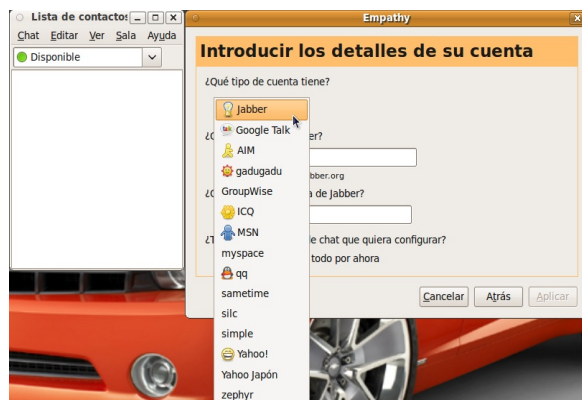 Lista de contactos
Chat Editar Ver Sala Ayuda
Disponible
Empathy
Introducir los detalles de su cuenta
¿Qué tipo de cuenta tiene?
Jabber
Google Talk
er?
AIM
gadugadu
bber.org
GroupWise
a de Jabber?
ICQ
MSN
e chat que quiera configurar?
myspace
todo por ahora
qq
sametime
Cancelar Atrás Aplicar
silc
simple
Yahoo!
Yahoo Japón
zephyr